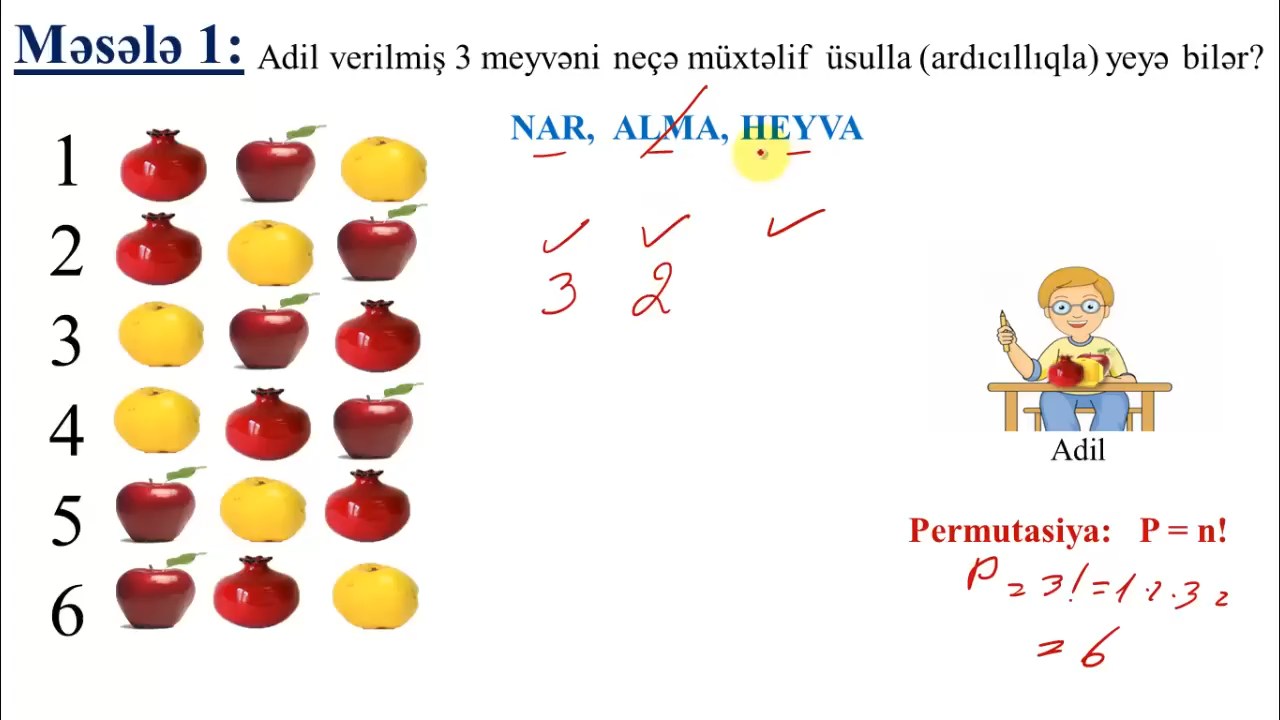 Məsələ 1: Adil verilmiş 3 meyvəni neçə müxtəlif üsulla (ardıcıllıqla) yeyə bilər?
NAR, ALMA, HEYVA
1
2
3
4
5
6
3 2
Adil
Permutasiya: P = n!
P = 3! = 1 · 2 · 3 =
= 6